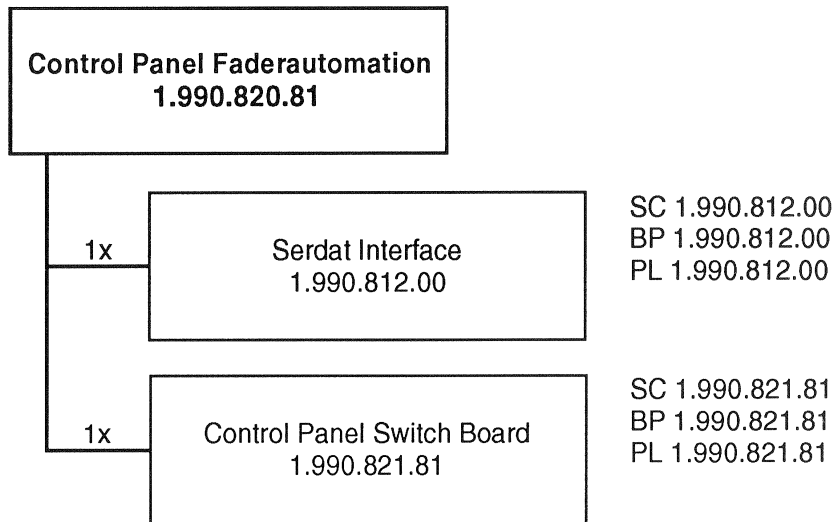 Control Panel Faderautomation
1.990.820.81
1x
Serdat Interface
1.990.812.00
SC 1.990.812.00
BP 1.990.812.00
PL 1.990.812.00
1x
Control Panel Switch Board
1.990.821.81
SC 1.990.821.81
BP 1.990.821.81
PL 1.990.821.81